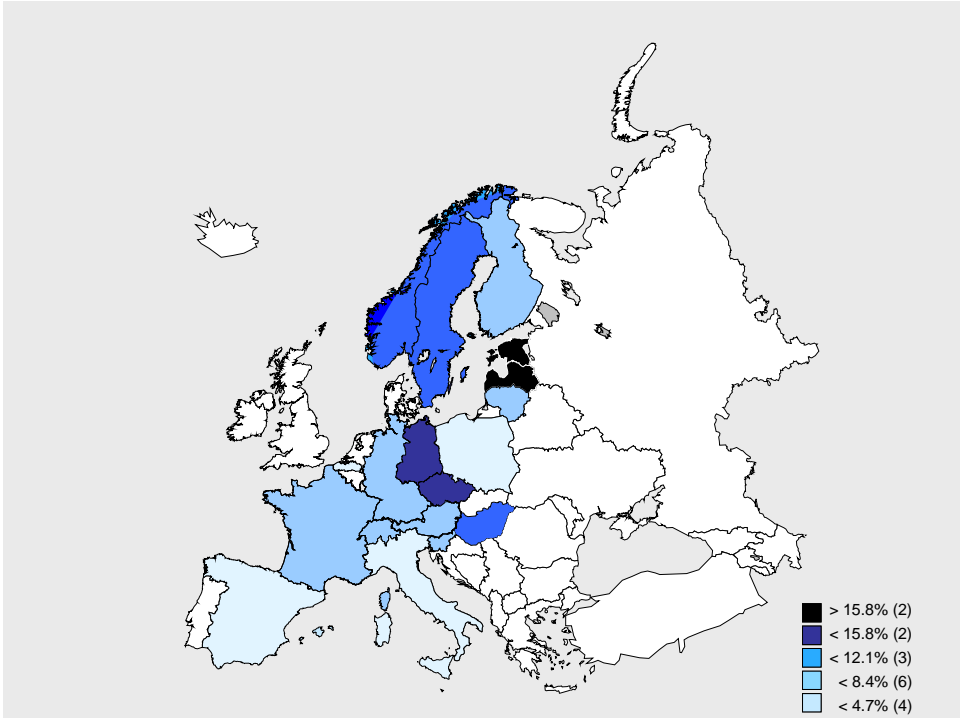 > 15.8% (2)
< 15.8% (2)
< 12.1% (3)
< 8.4% (6)
< 4.7% (4)